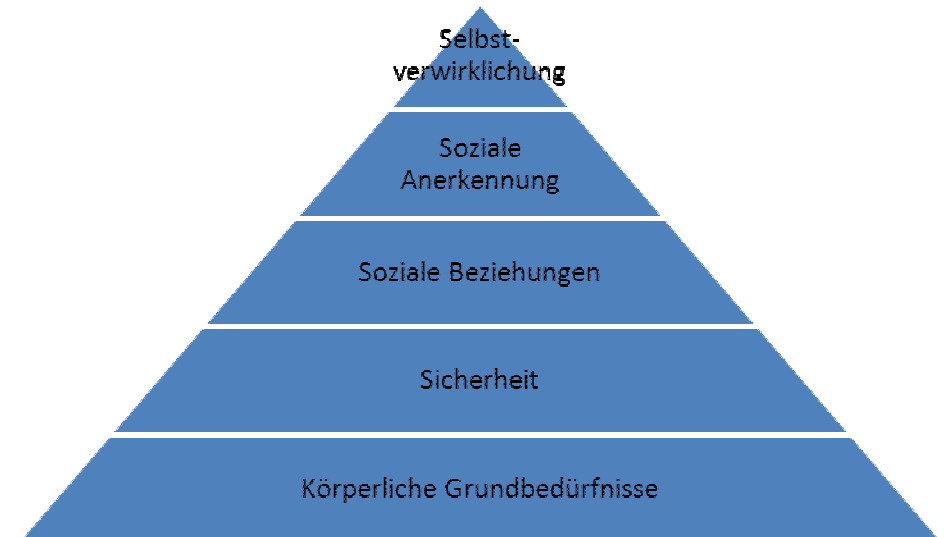 Selbst-
verwirklichung
Soziale
Anerkennung
Soziale Beziehungen
Sicherheit
Körperliche Grundbedürfnisse